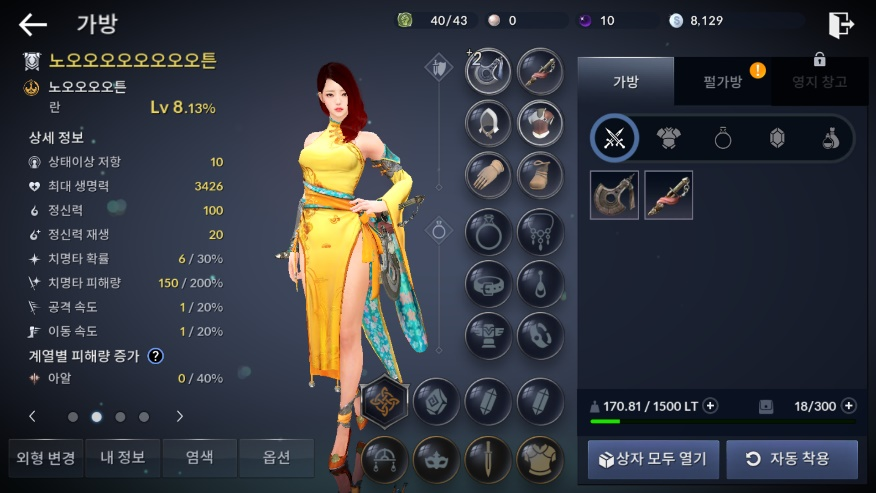 가방
40/43
0
10
8,129
노오오오오오오오오튼
노오오오오튼
란
Lv 8.13%
상세 정보
상태이상 저항 10
최대 생명력 3426
정신력 100
정신력 재생 20
치명타 확률 6 / 30%
치명타 피해량 150 / 200%
공격 속도 1 / 20%
이동 속도 1 / 20%
계열별 피해량 증가 ?
아알 0 / 40%
외형 변경
내 정보
염색
옵션
+2
가방
펄가방
!
영지 창고
170.81 / 1500 LT
18/300
상자 모두 열기
자동 착용